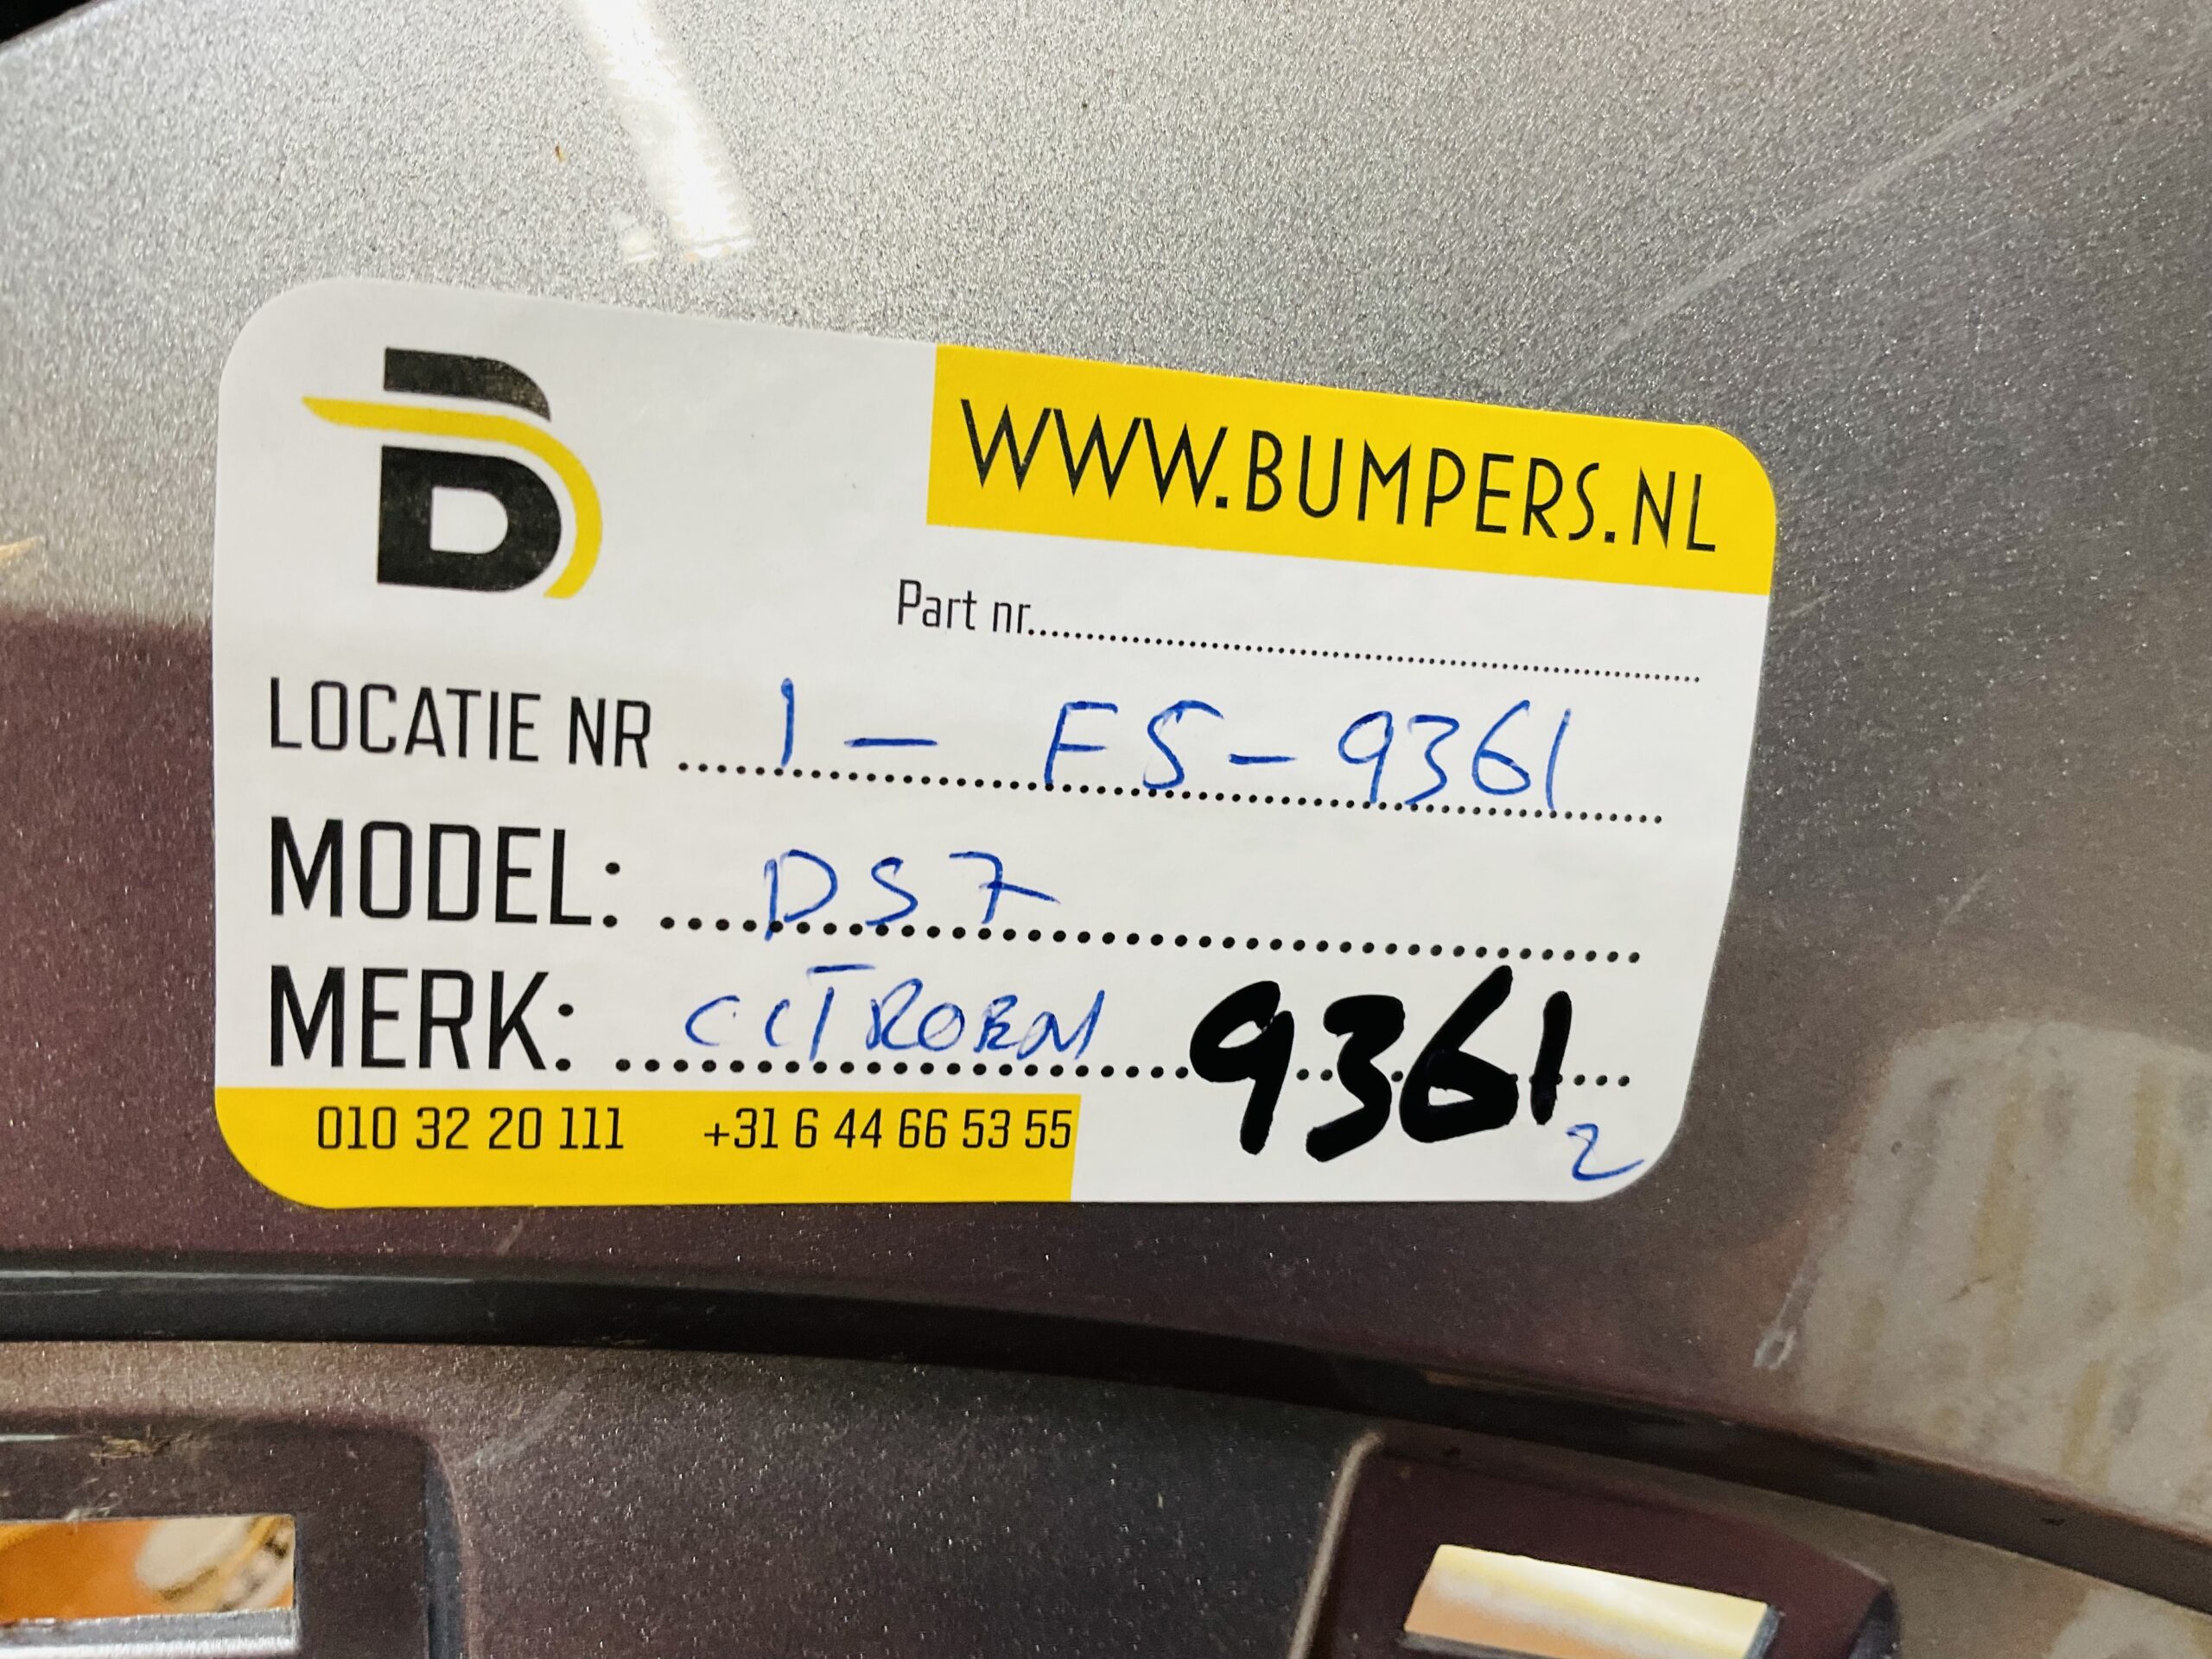 B
WWW.BUMPERS.NL
Part nr..........
LOCATIE NR 1 - FS - 9361
MODEL: DS7
MERK: CITROEN 9361
2
010 32 20 111 +31 6 44 66 53 55